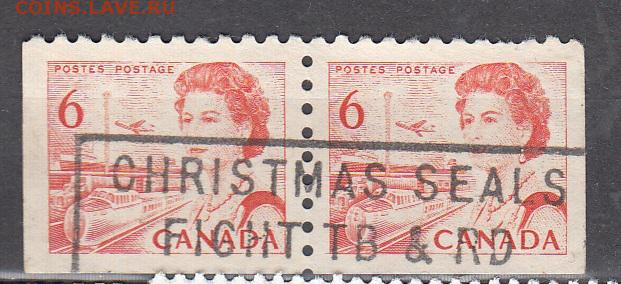 COINS.LAVE.RU
POSTES POSTAGE POSTES POSTAGE
6 6
CHRISTMAS SEALS
FIGHT TB & RD
CANADA CANADA